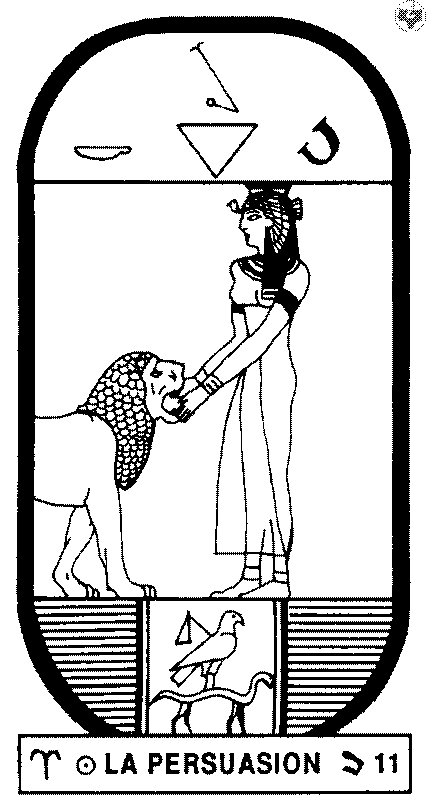 כ
♈ ☉ LA PERSUASION כ 11